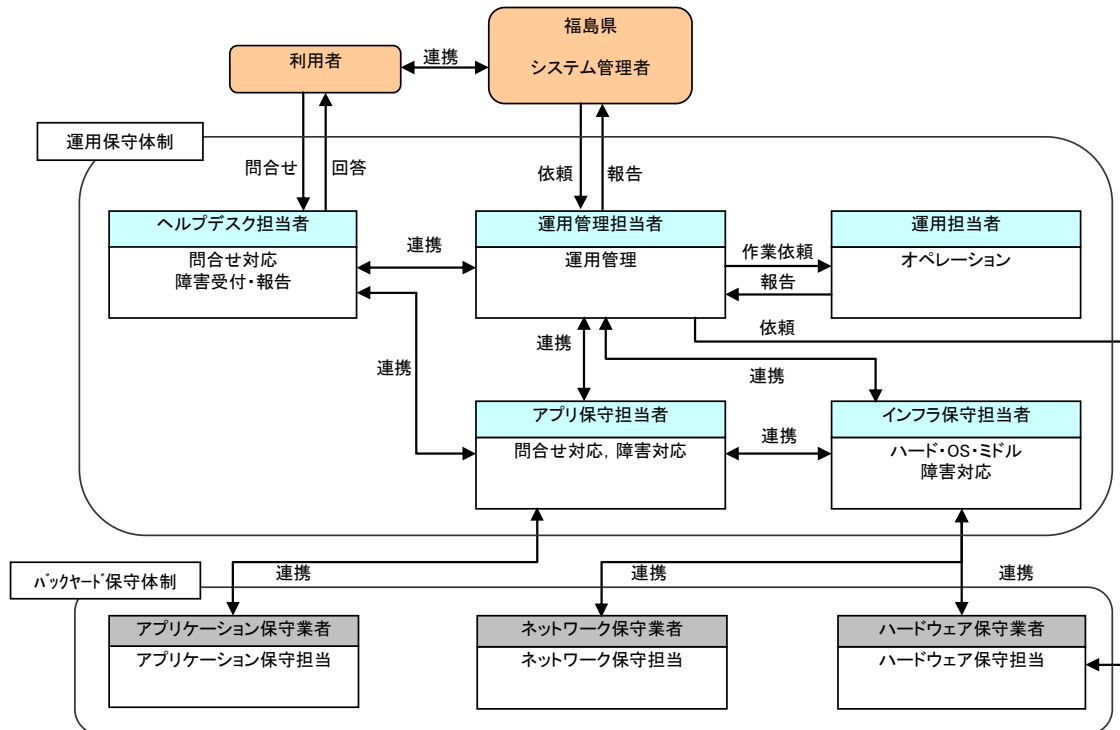 福島県
システム管理者
利用者
連携
運用保守体制
問合せ
回答
依頼
報告
ヘルプデスク担当者
問合せ対応
障害受付・報告
連携
運用管理担当者
運用管理
作業依頼
報告
運用担当者
オペレーション
依頼
連携
連携
連携
アプリ保守担当者
問合せ対応，障害対応
連携
インフラ保守担当者
ハード・OS・ミドル
障害対応
ﾊﾞｯｸﾔｰﾄﾞ保守体制
連携
連携
連携
アプリケーション保守業者
アプリケーション保守担当
ネットワーク保守業者
ネットワーク保守担当
ハードウェア保守業者
ハードウェア保守担当